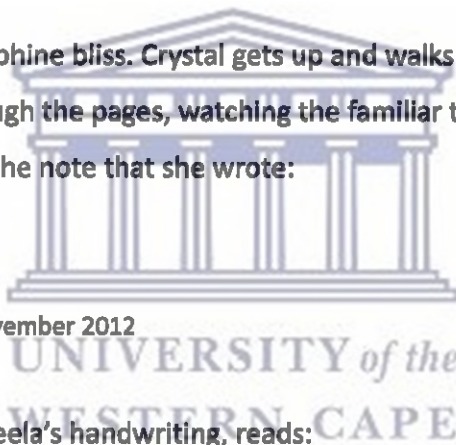 phine bliss. Crystal gets up and walks
ugh the pages, watching the familiar t
he note that she wrote:
vember 2012
UNIVERSITY of the
eela's handwriting, reads:
WESTERN CAPE